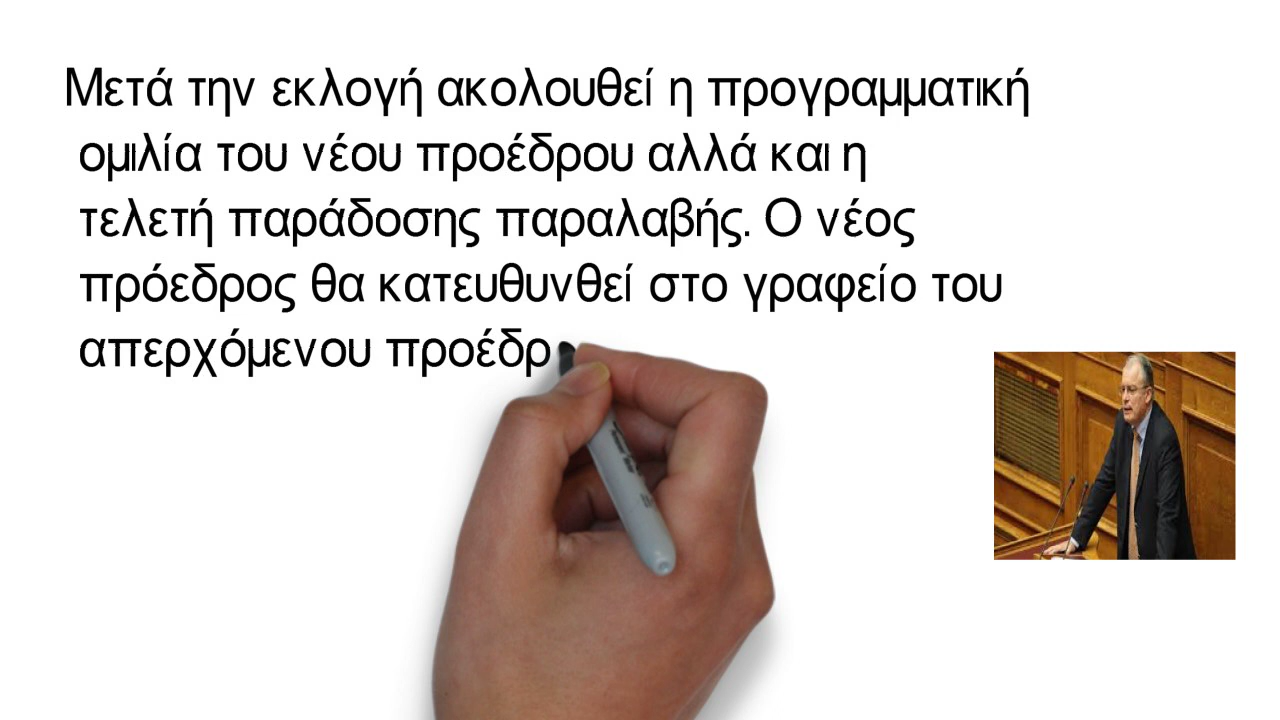 Μετά την εκλογή ακολουθεί η προγραμματική
ομιλία του νέου προέδρου αλλά και η
τελετή παράδοσης παραλαβής. Ο νέος
πρόεδρος θα κατευθυνθεί στο γραφείο του
απερχόμενου προέδρ